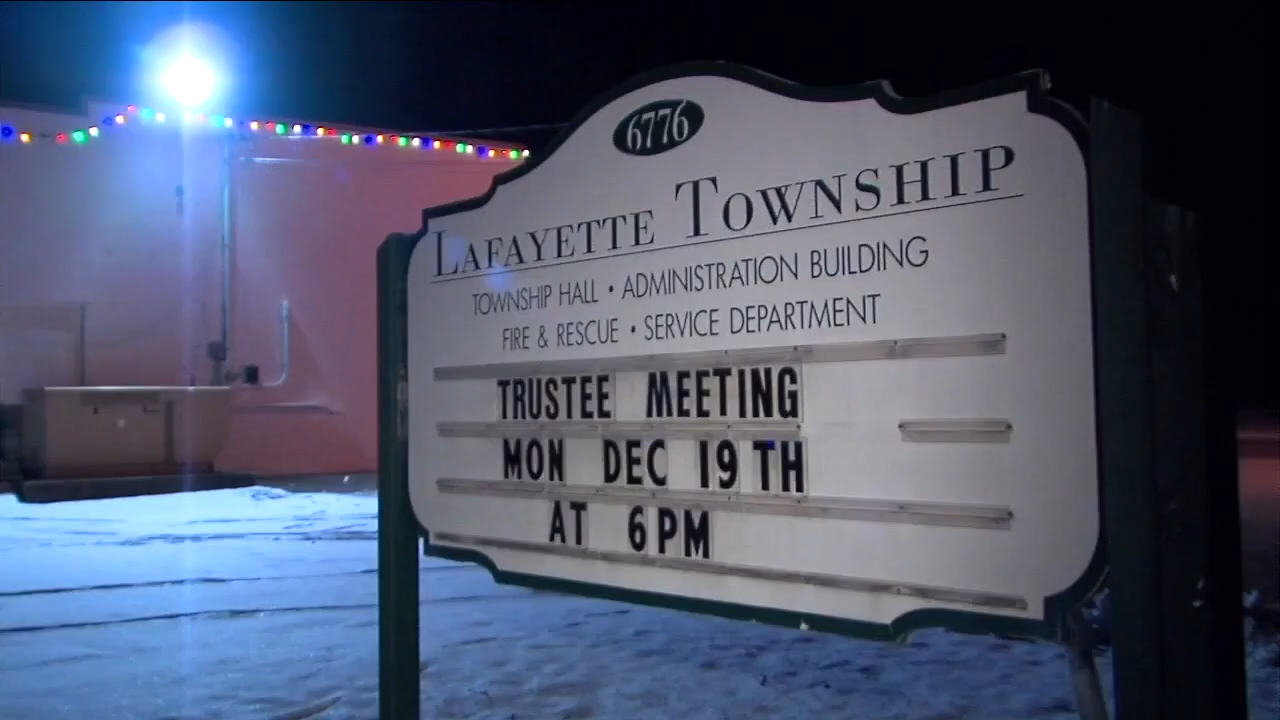 6776
LAFAYETTE TOWNSHIP
TOWNSHIP HALL • ADMINISTRATION BUILDING
FIRE & RESCUE • SERVICE DEPARTMENT
TRUSTEE MEETING
MON DEC 19TH
AT 6PM